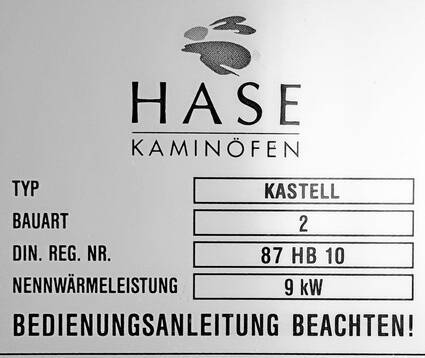 HASE
KAMINÖFEN
TYP KASTELL
BAUART 2
DIN. REG. NR. 87 HB 10
NENNWÄRMELEISTUNG 9 kW
BEDIENUNGSANLEITUNG BEACHTEN!